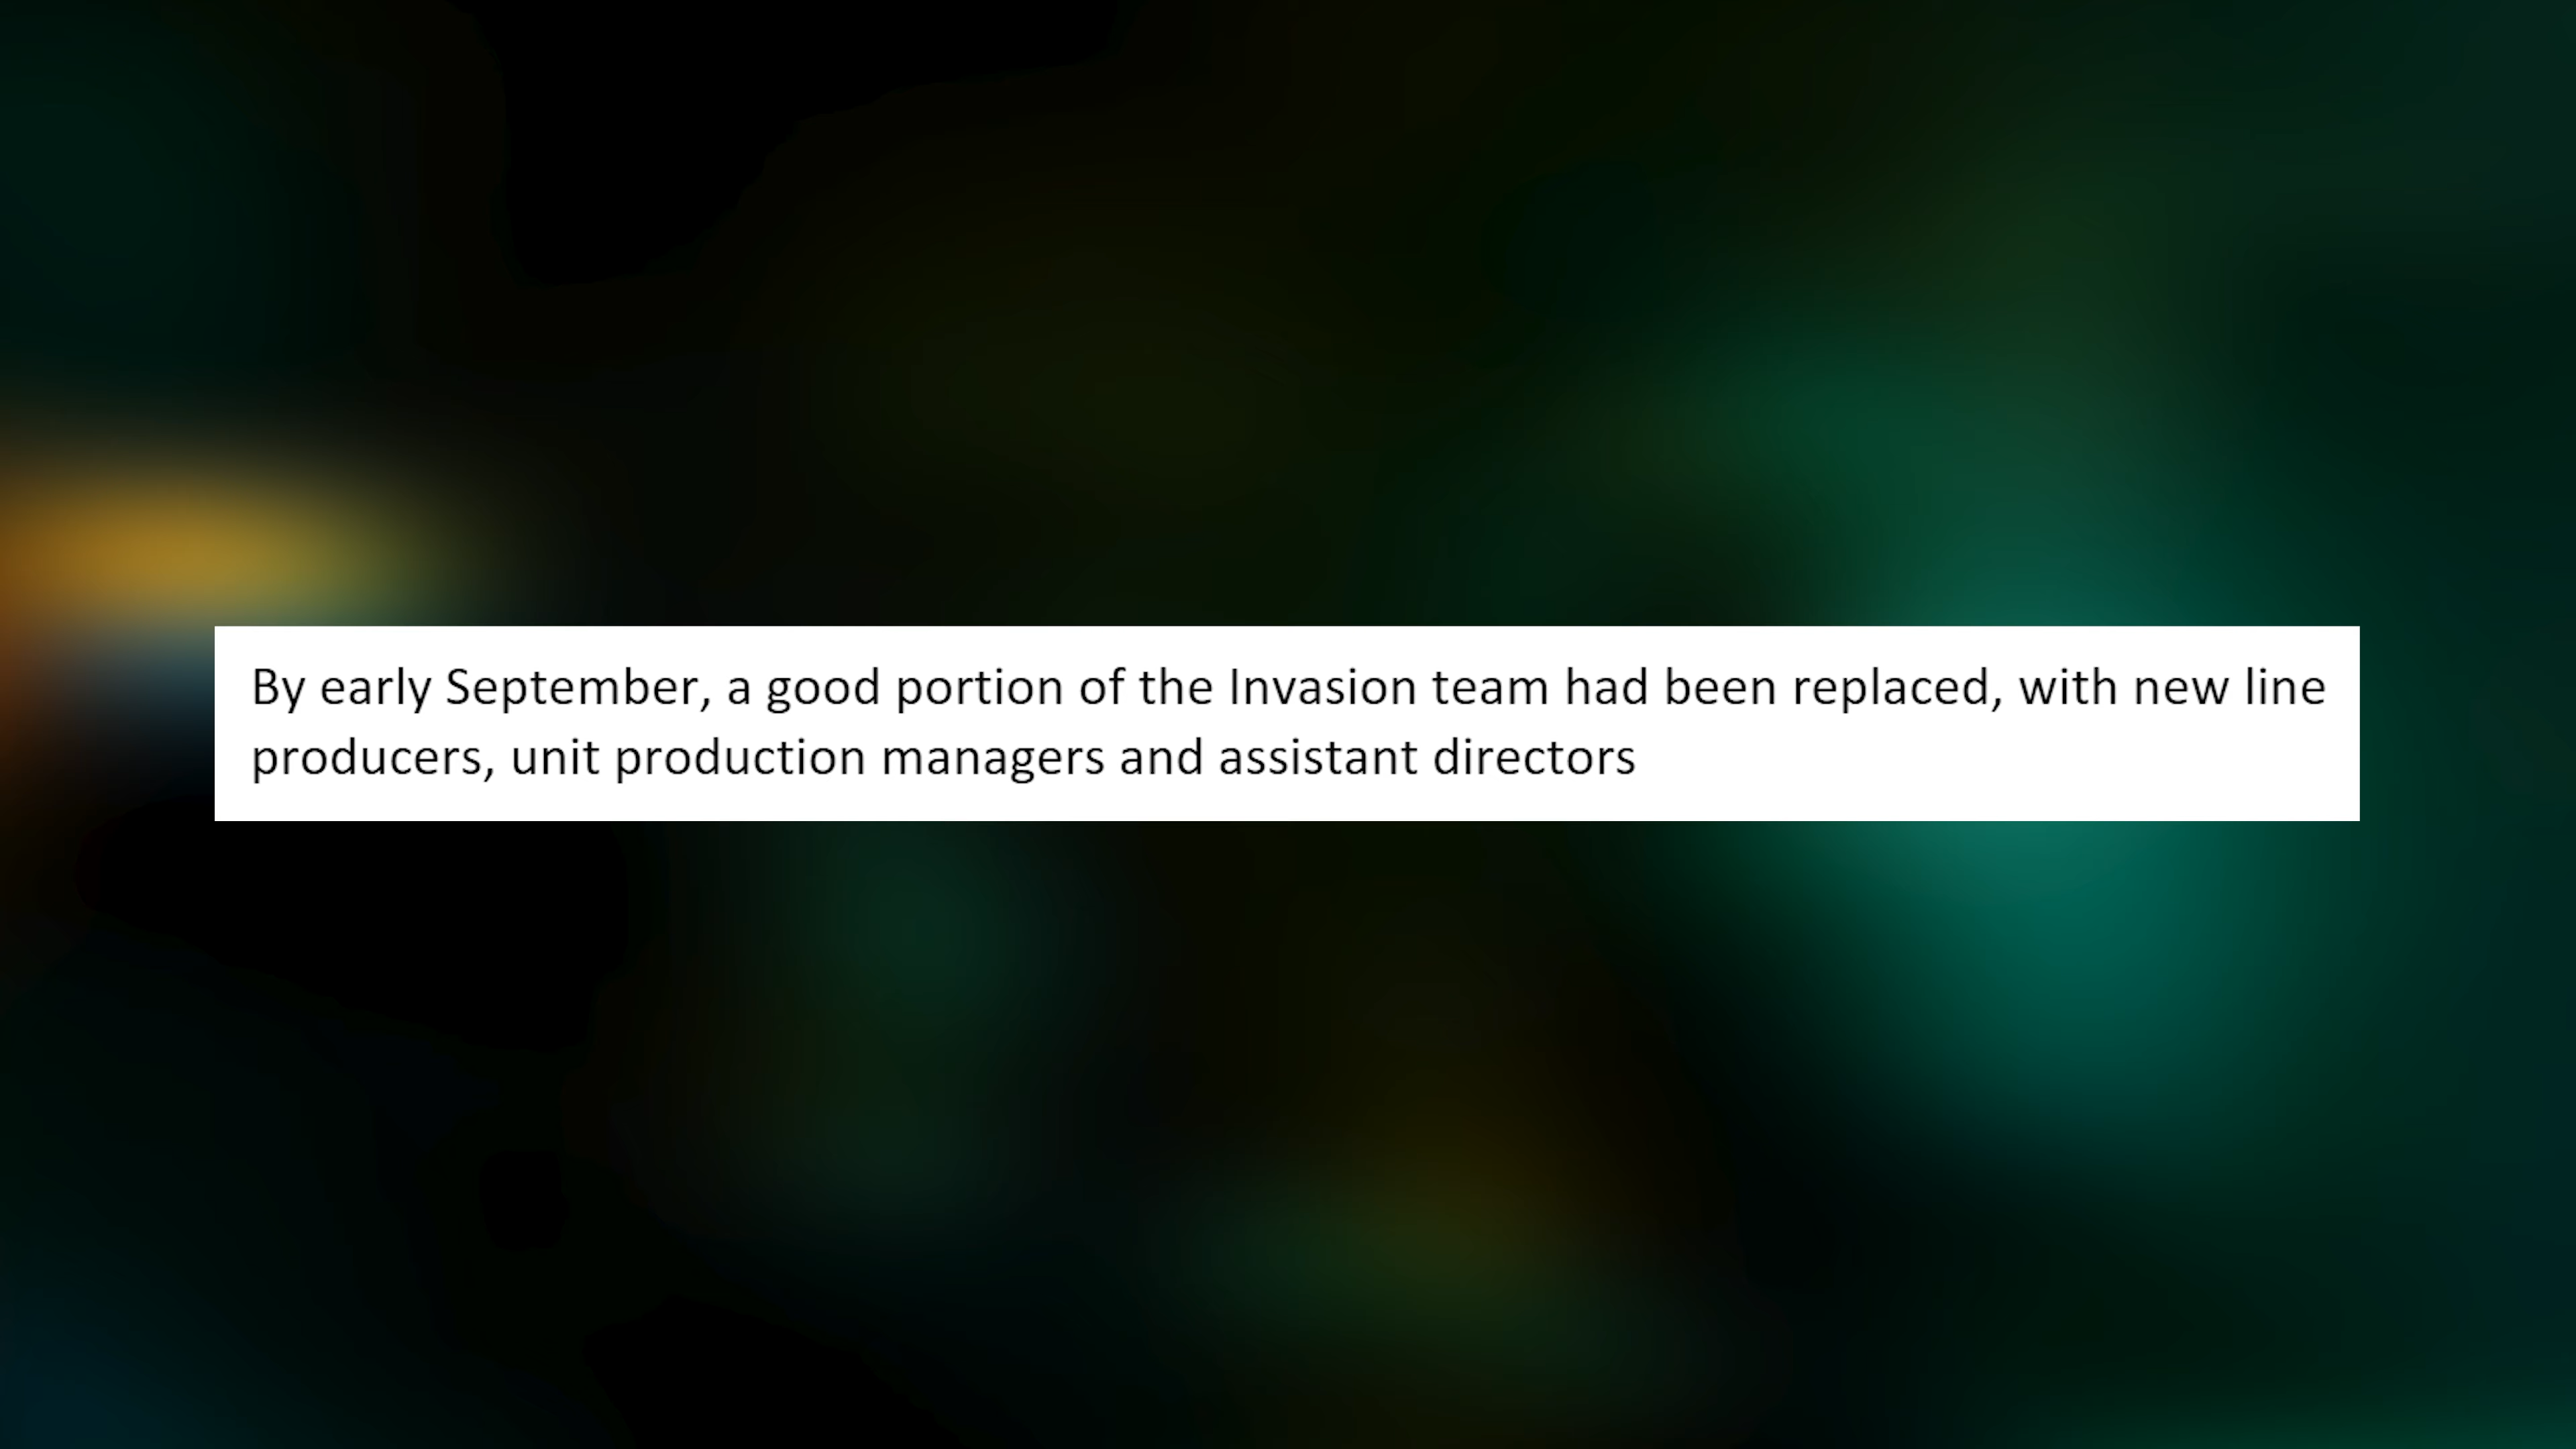 By early September, a good portion of the Invasion team had been replaced, with new line
producers, unit production managers and assistant directors